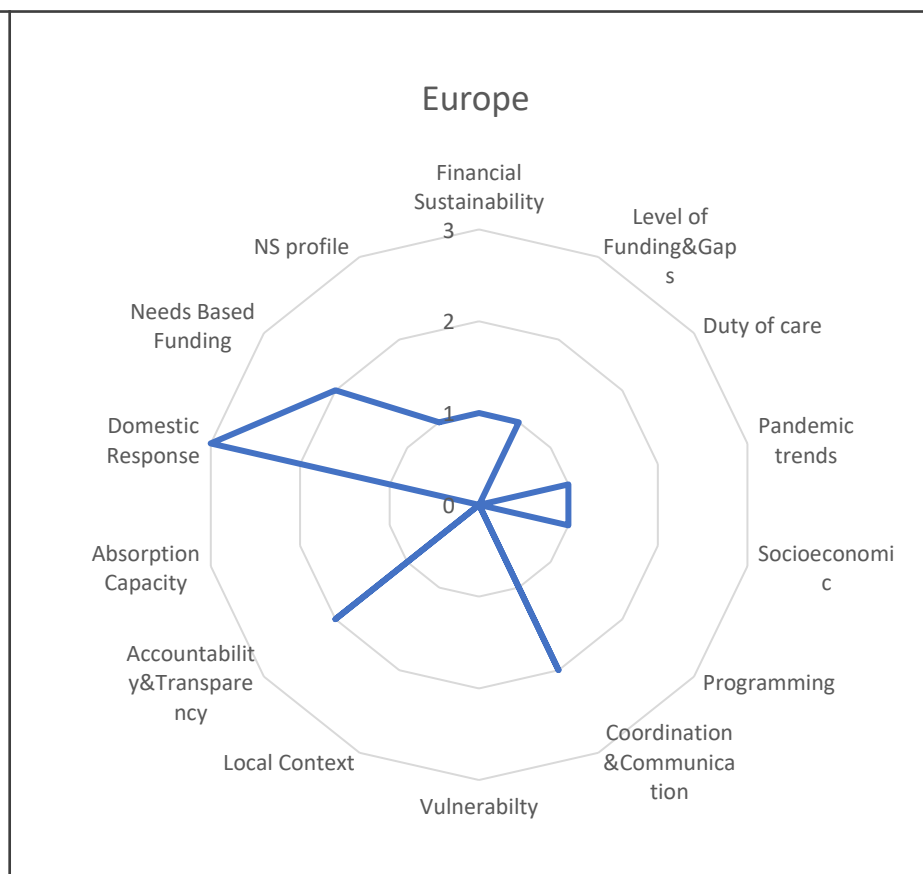 Europe
Financial
Sustainability
Level of
Funding&Gap
s
Duty of care
Pandemic
trends
Socioeconomi
c
Programming
Coordination
&Communica
tion
Vulnerabilty
Local Context
Accountabilit
y&Transpare
ncy
Absorption
Capacity
Domestic
Response
Needs Based
Funding
NS profile
3
2
1
0